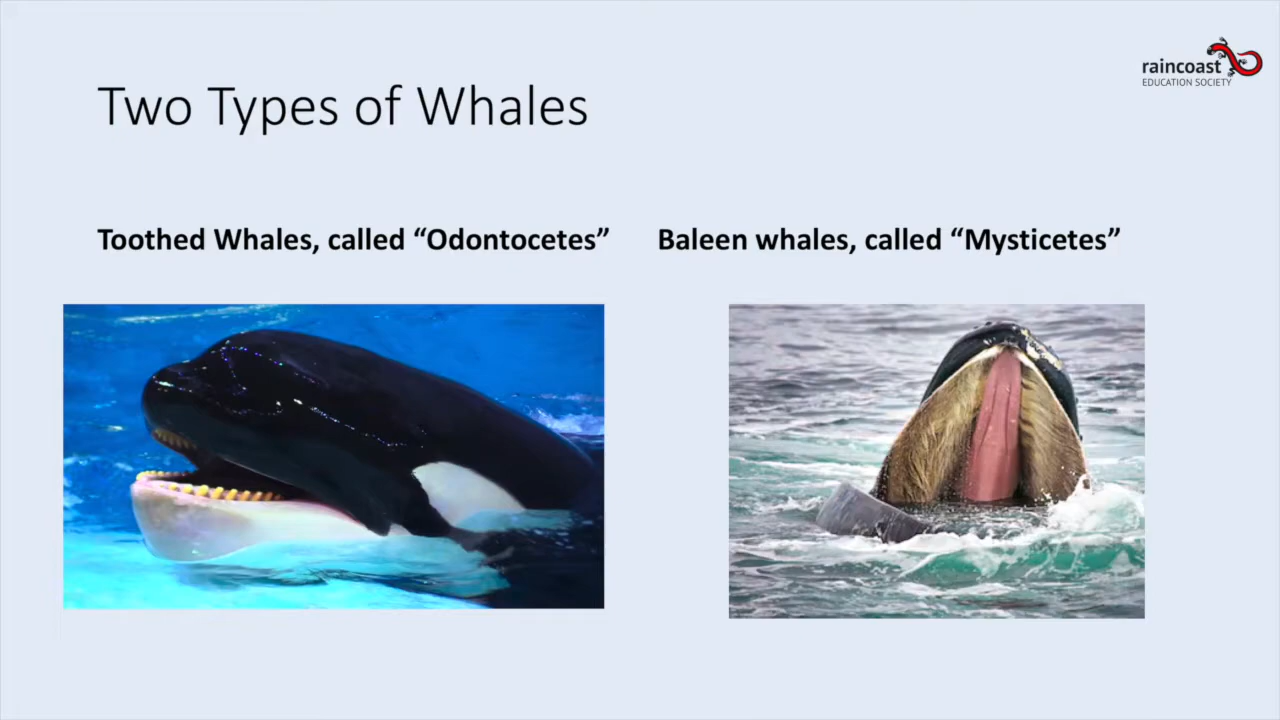 raincoast
EDUCATION SOCIETY
Two Types of Whales
Toothed Whales, called “Odontocetes”
Baleen whales, called “Mysticetes”